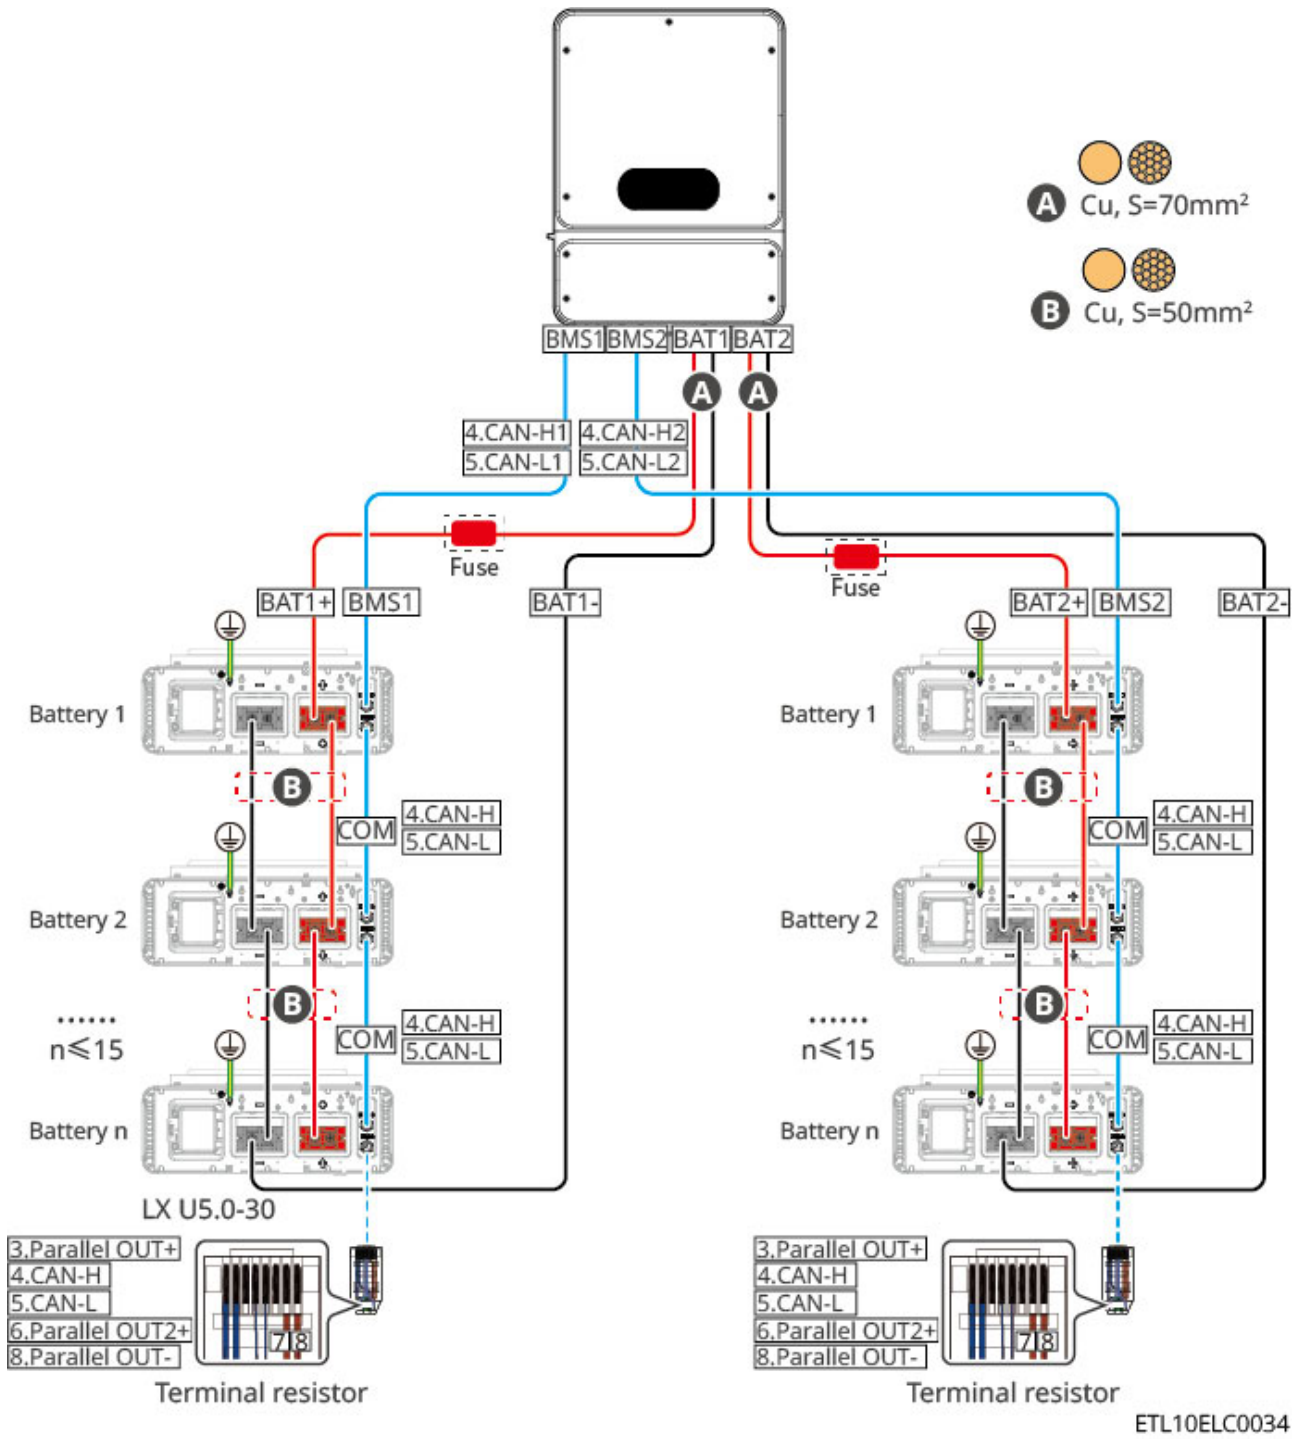 A Cu, S=70mm²
B Cu, S=50mm²
BMS1 BMS2 BAT1 BAT2
A A
4.CAN-H1 4.CAN-H2
5.CAN-L1 5.CAN-L2
Fuse
Fuse
BAT1+ BMS1 BAT1- BAT2+ BMS2 BAT2-
Battery 1 Battery 1
B B
4.CAN-H 4.CAN-H
COM COM
5.CAN-L 5.CAN-L
Battery 2 Battery 2
B B
...... ......
4.CAN-H 4.CAN-H
COM COM
n≤15 5.CAN-L n≤15 5.CAN-L
Battery n Battery n
LX U5.0-30
3.Parallel OUT+ 3.Parallel OUT+
4.CAN-H 4.CAN-H
5.CAN-L 5.CAN-L
6.Parallel OUT2+ 6.Parallel OUT2+
7 8 7 8
8.Parallel OUT- 8.Parallel OUT-
Terminal resistor Terminal resistor
ETL10ELC0034